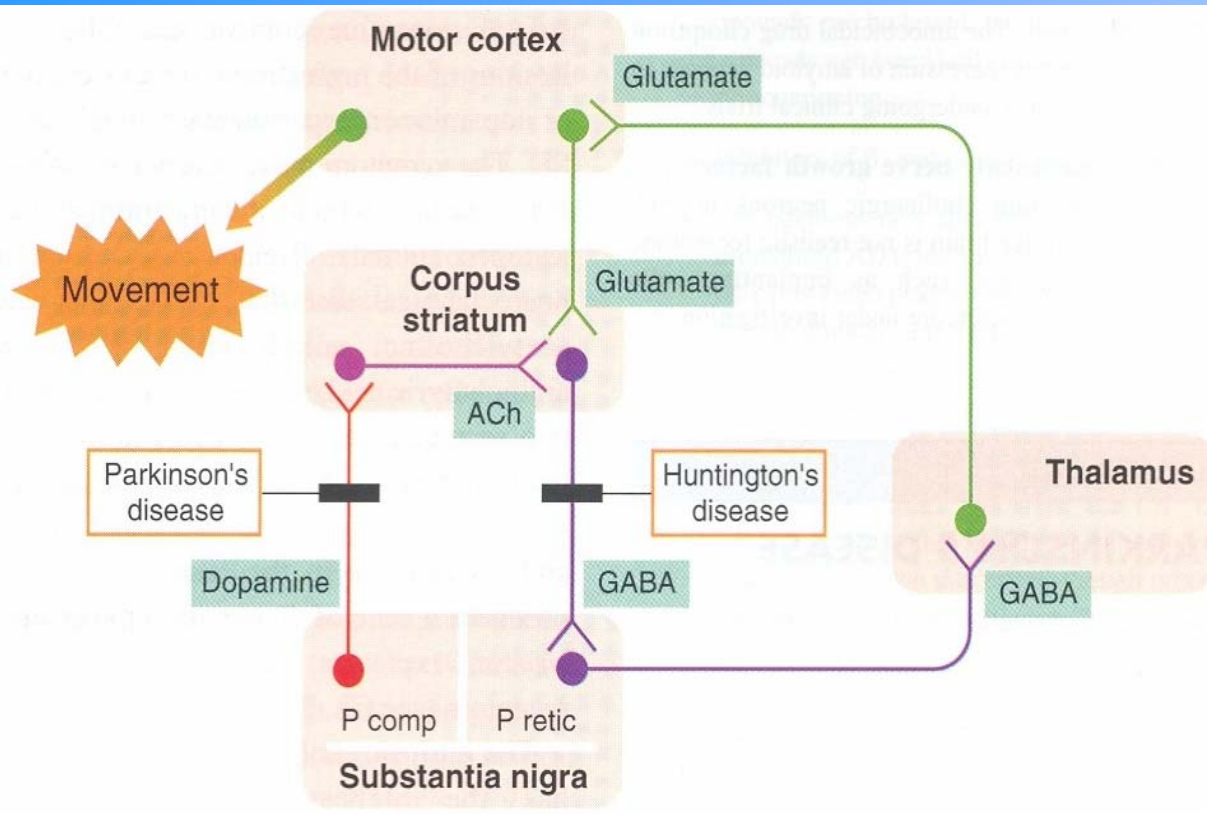 Motor cortex
Glutamate
Movement
Corpus
striatum
Glutamate
ACh
Parkinson's
disease
Huntington's
disease
Thalamus
Dopamine
GABA
GABA
P comp
P retic
Substantia nigra